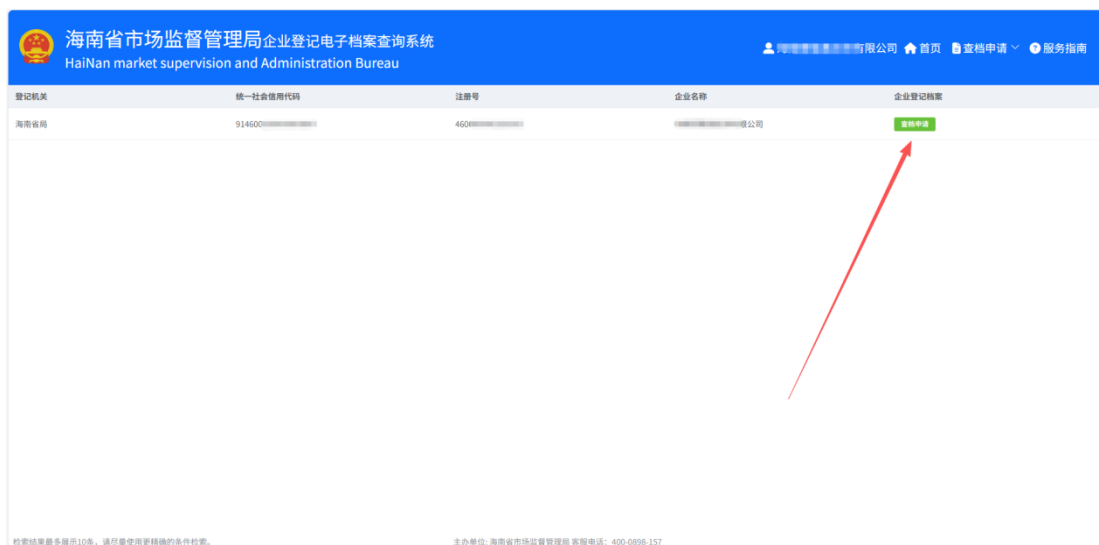 海南省市场监督管理局企业登记电子档案查询系统
HaiNan market supervision and Administration Bureau
有限公司 首页 查档申请 服务指南
登记机关 统一社会信用代码 注册号 企业名称 企业登记档案
海南省局 914600 460 限公司 查档申请
检索结果最多展示10条，请尽量使用更精确的条件检索。 主办单位: 海南省市场监督管理局 客服电话：400-0898-157